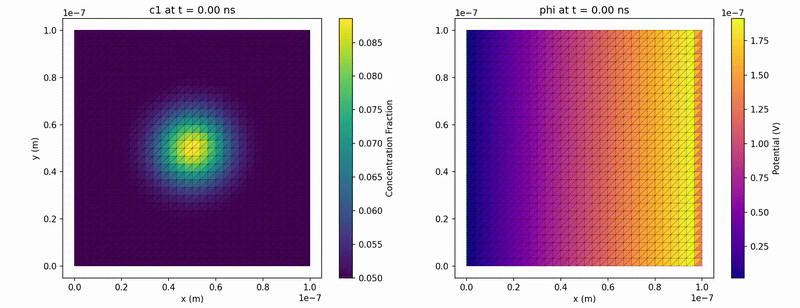 c1 at t = 0.00 ns
1e−7
1.0
0.8
0.6
0.4
0.2
0.0
y (m)
0.0 0.2 0.4 0.6 0.8 1.0
x (m) 1e−7
0.085
0.080
0.075
0.070
0.065
0.060
0.055
0.050
Concentration Fraction
phi at t = 0.00 ns
1e−7
1.0
0.8
0.6
0.4
0.2
0.0
0.0 0.2 0.4 0.6 0.8 1.0
x (m) 1e−7
1e−7
1.75
1.50
1.25
1.00
0.75
0.50
0.25
Potential (V)